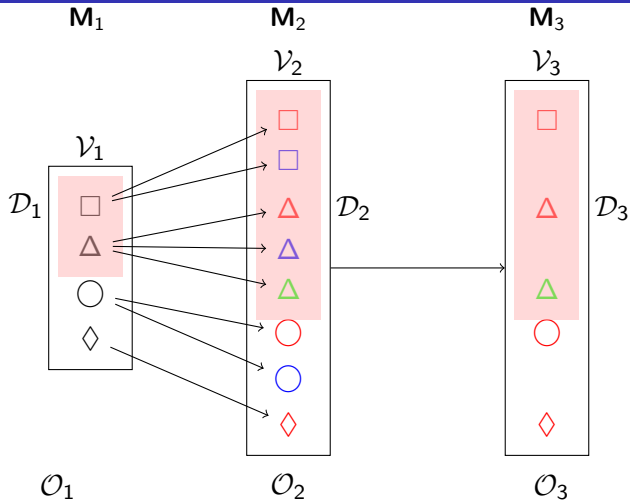 𝐌₁ 𝐌₂ 𝐌₃
𝒱₂ 𝒱₃
𝒱₁
𝒟₁ 𝒟₂ 𝒟₃
𝒪₁ 𝒪₂ 𝒪₃